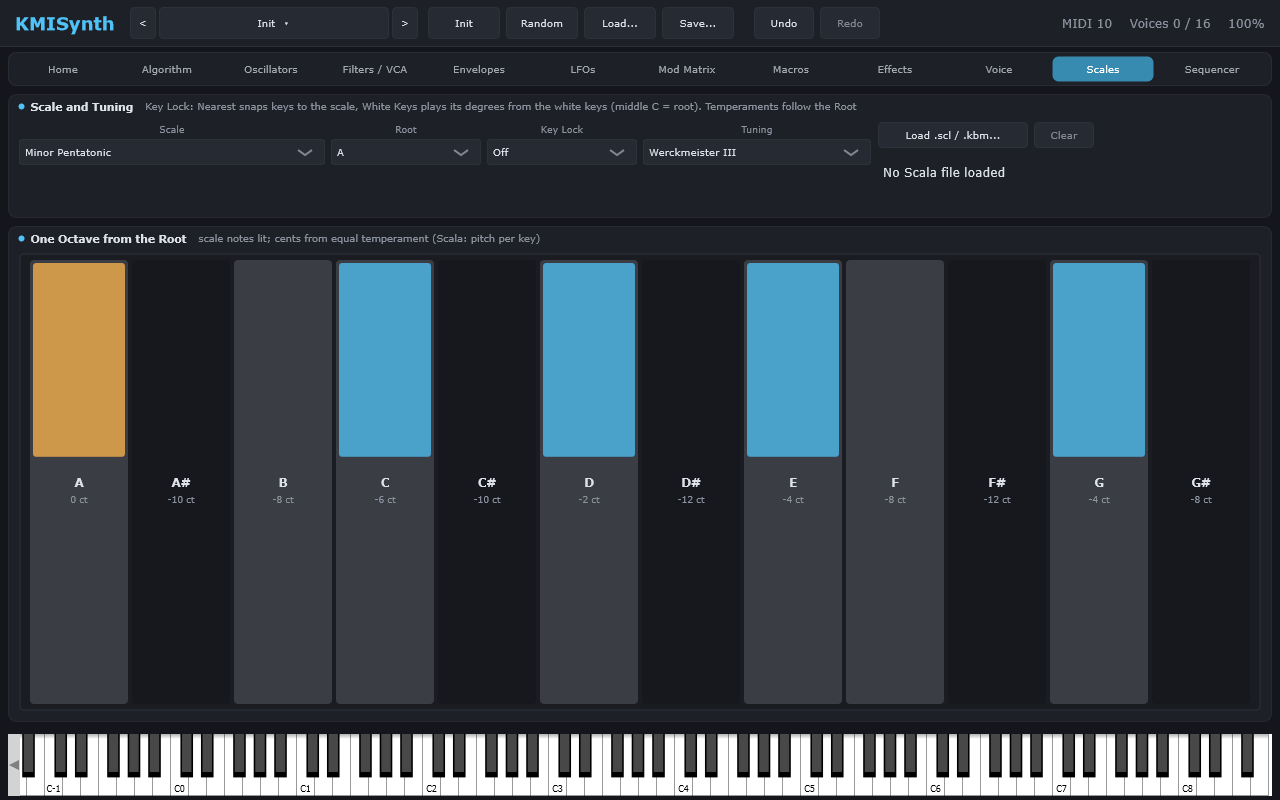 KMISynth < Init > Init Random Load... Save... Undo Redo MIDI 10 Voices 0 / 16 100%
Home Algorithm Oscillators Filters / VCA Envelopes LFOs Mod Matrix Macros Effects Voice Scales Sequencer
Scale and Tuning Key Lock: Nearest snaps keys to the scale, White Keys plays its degrees from the white keys (middle C = root). Temperaments follow the Root
Scale Root Key Lock Tuning
Minor Pentatonic A Off Werckmeister III Load .scl / .kbm... Clear
No Scala file loaded
One Octave from the Root scale notes lit; cents from equal temperament (Scala: pitch per key)
A A# B C C# D D# E F F# G G#
0 ct -10 ct -8 ct -6 ct -10 ct -2 ct -12 ct -4 ct -8 ct -12 ct -4 ct -8 ct
C-1 C0 C1 C2 C3 C4 C5 C6 C7 C8